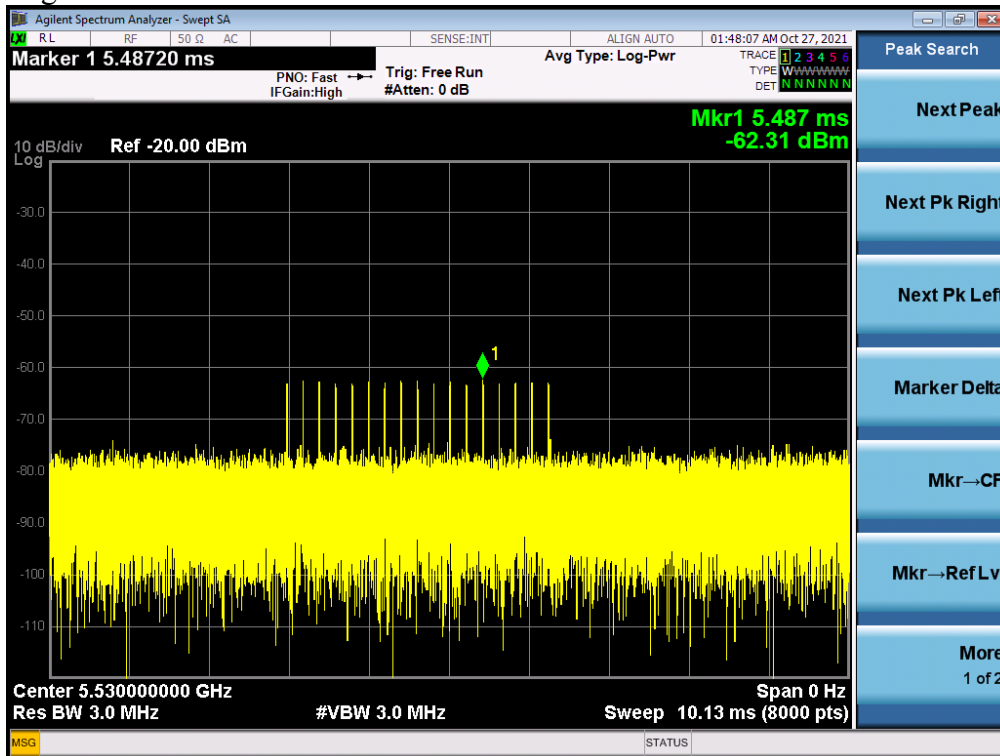 Agilent Spectrum Analyzer - Swept SA
LXI RL RF 50 Ω AC SENSE:INT ALIGN AUTO 01:48:07 AM Oct 27, 2021
Marker 1 5.48720 ms
PNO: Fast
IFGain:High
Trig: Free Run
#Atten: 0 dB
Avg Type: Log-Pwr
TRACE 1 2 3 4 5 6
TYPE WWWWWW
DET N N N N N N
Peak Search
Mkr1 5.487 ms
-62.31 dBm
10 dB/div Ref -20.00 dBm
Log
-30.0
-40.0
-50.0
-60.0
-70.0
-80.0
-90.0
-100
-110
1
Center 5.530000000 GHz
Span 0 Hz
Res BW 3.0 MHz
#VBW 3.0 MHz
Sweep 10.13 ms (8000 pts)
MSG
STATUS
Next Peak
Next Pk Right
Next Pk Left
Marker Delta
Mkr→CF
Mkr→Ref Lv
More
1 of 2